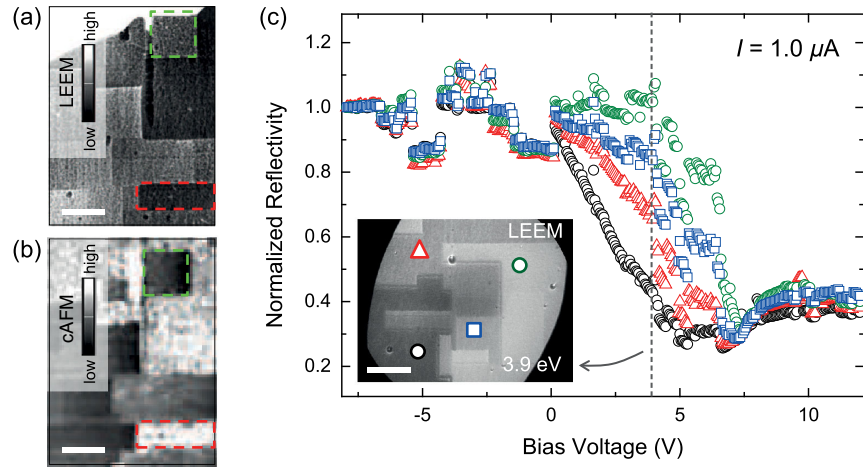 (a)
high
LEEM
low
(b)
high
cAFM
low
(c)
I = 1.0 μA
Normalized Reflectivity
1.2
1.0
0.8
0.6
0.4
0.2
LEEM
3.9 eV
-5
0
5
10
Bias Voltage (V)